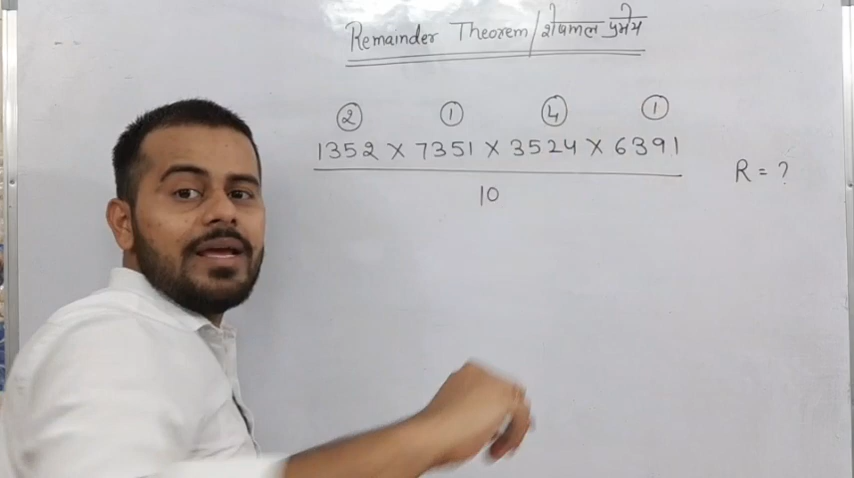 Remainder Theorem/शेषफल प्रमेय
2 1 4 1
1352 × 7351 × 3524 × 6391
10
R = ?